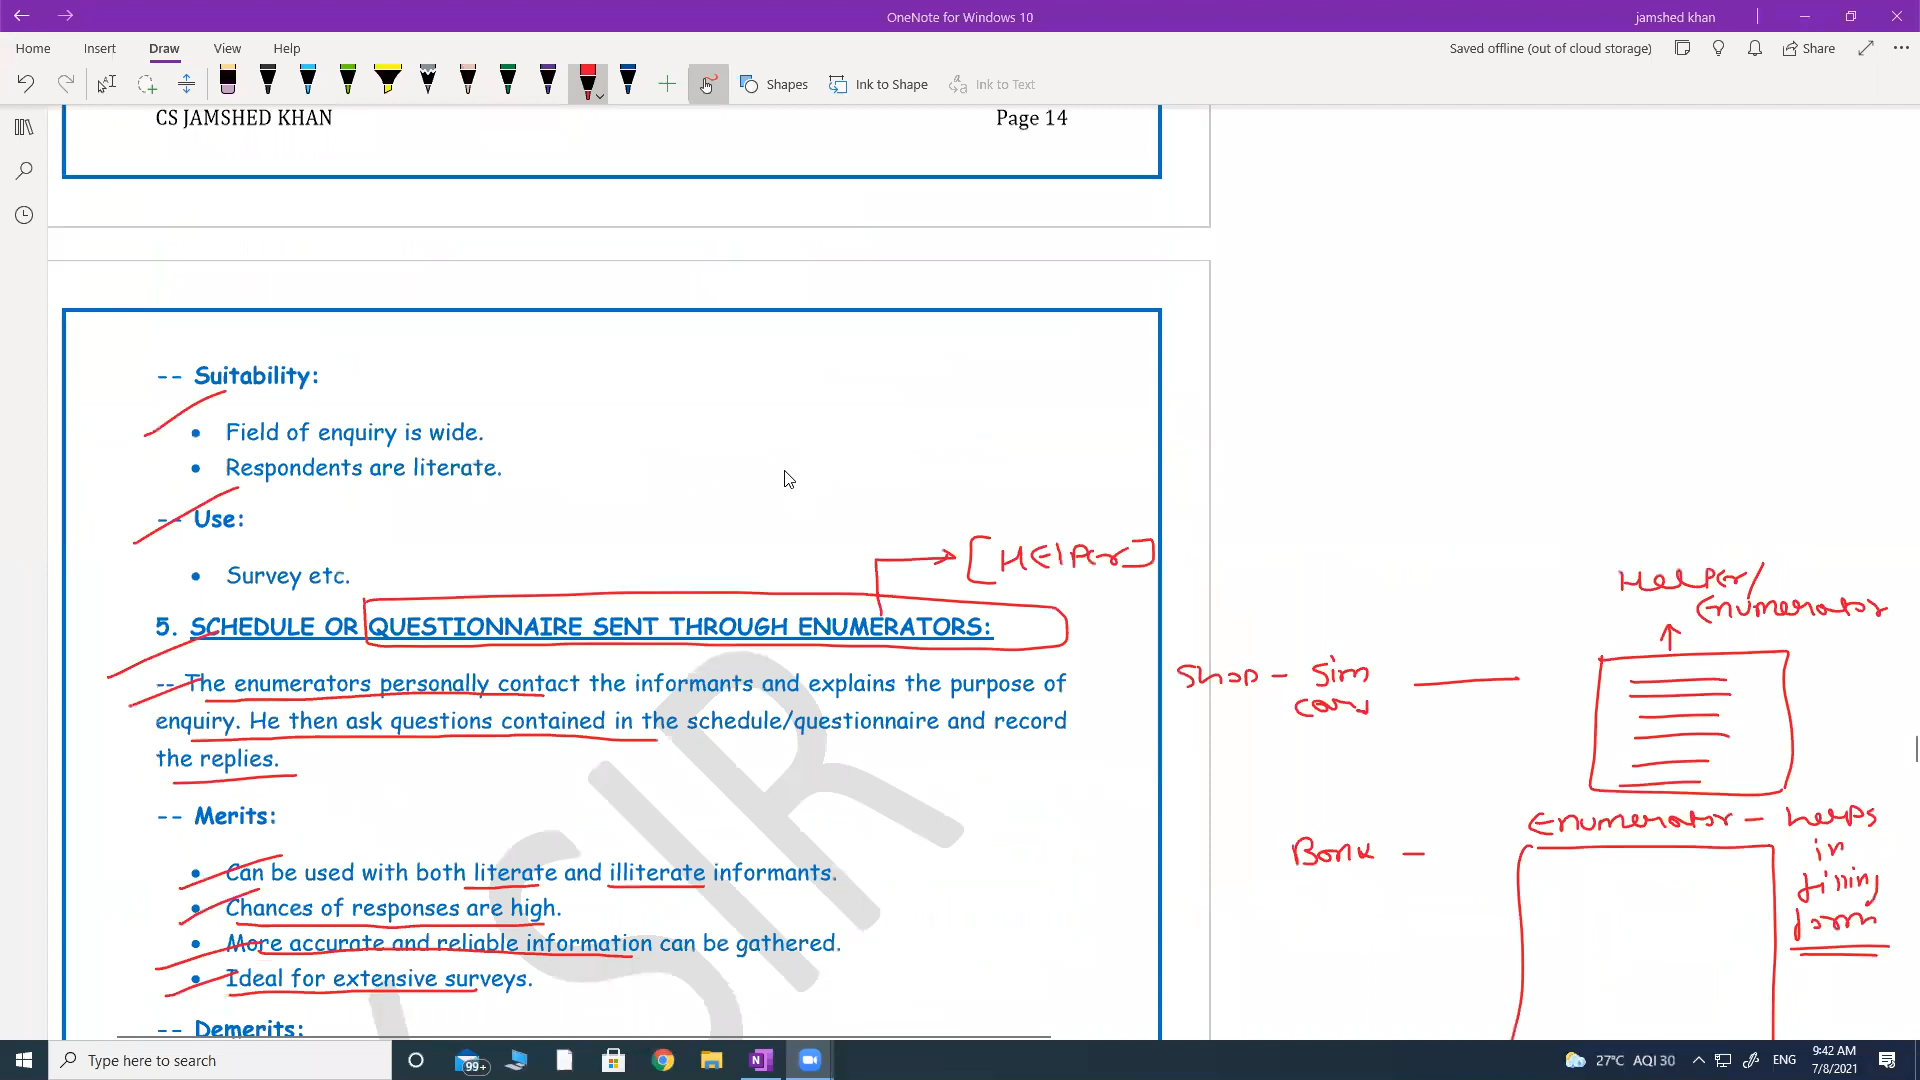 OneNote for Windows 10
jamshed khan
Home Insert Draw View Help
Saved offline (out of cloud storage)
Share
Shapes
Ink to Shape
Ink to Text
CS JAMSHED KHAN Page 14
-- Suitability:
• Field of enquiry is wide.
• Respondents are literate.
-- Use:
• Survey etc.
[HELPer]
5. SCHEDULE OR QUESTIONNAIRE SENT THROUGH ENUMERATORS:
-- The enumerators personally contact the informants and explains the purpose of
enquiry. He then ask questions contained in the schedule/questionnaire and record
the replies.
-- Merits:
• Can be used with both literate and illiterate informants.
• Chances of responses are high.
• More accurate and reliable information can be gathered.
• Ideal for extensive surveys.
-- Demerits:
SIR
Helper/
Enumerator
Shop - Sim
card
Enumerator - helps
in
filling
form
Bank -
Type here to search
99+
27°C AQI 30
ENG
9:42 AM
7/8/2021